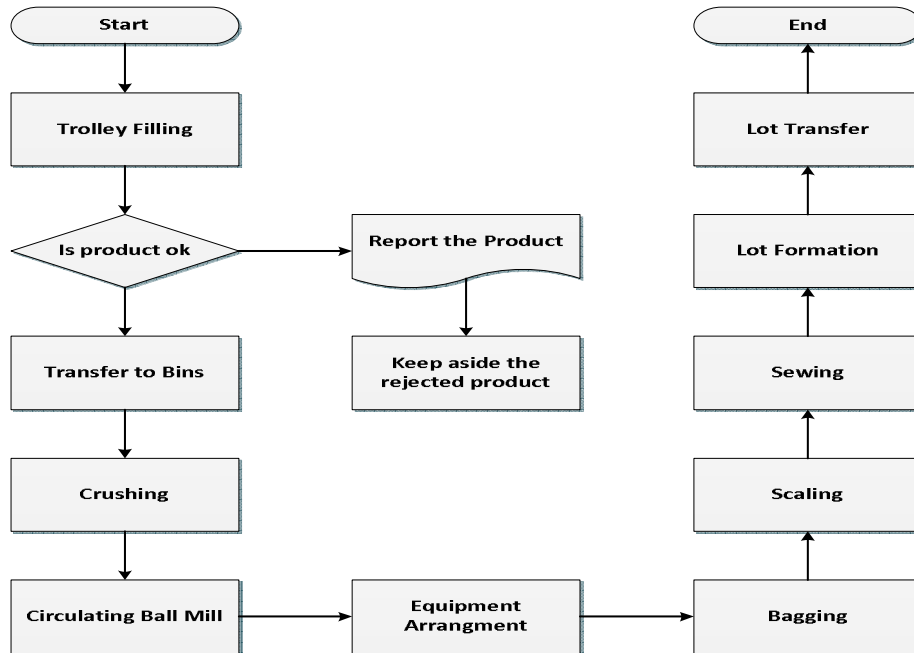 Start
Trolley Filling
Is product ok
Transfer to Bins
Crushing
Circulating Ball Mill
Report the Product
Keep aside the
rejected product
Equipment
Arrangment
Bagging
Scaling
Sewing
Lot Formation
Lot Transfer
End